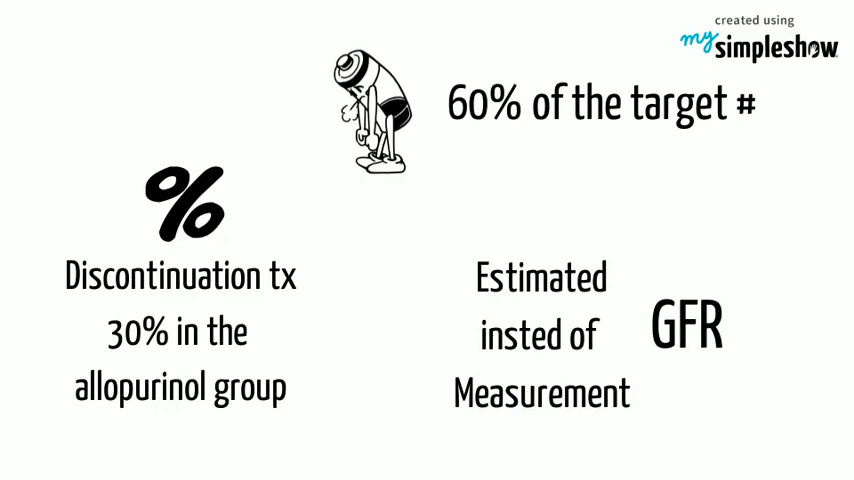 created using
my simpleshow
60% of the target #
%
Discontinuation tx
30% in the
allopurinol group
Estimated
insted of
Measurement
GFR